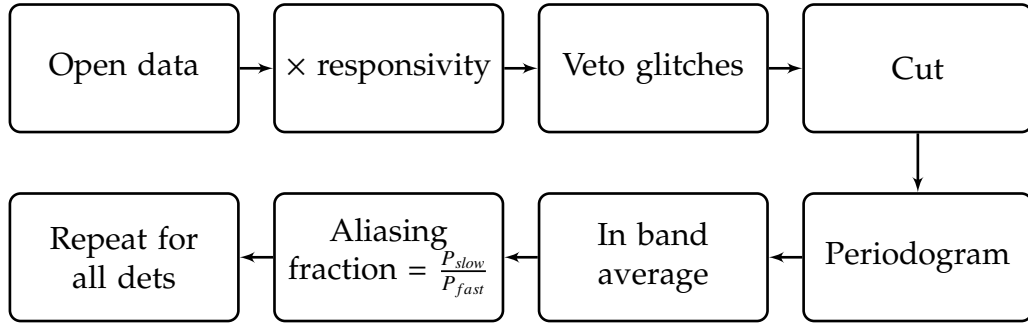 Open data
× responsivity
Veto glitches
Cut
Periodogram
In band
average
Aliasing
fraction = P_slow/P_fast
Repeat for
all dets